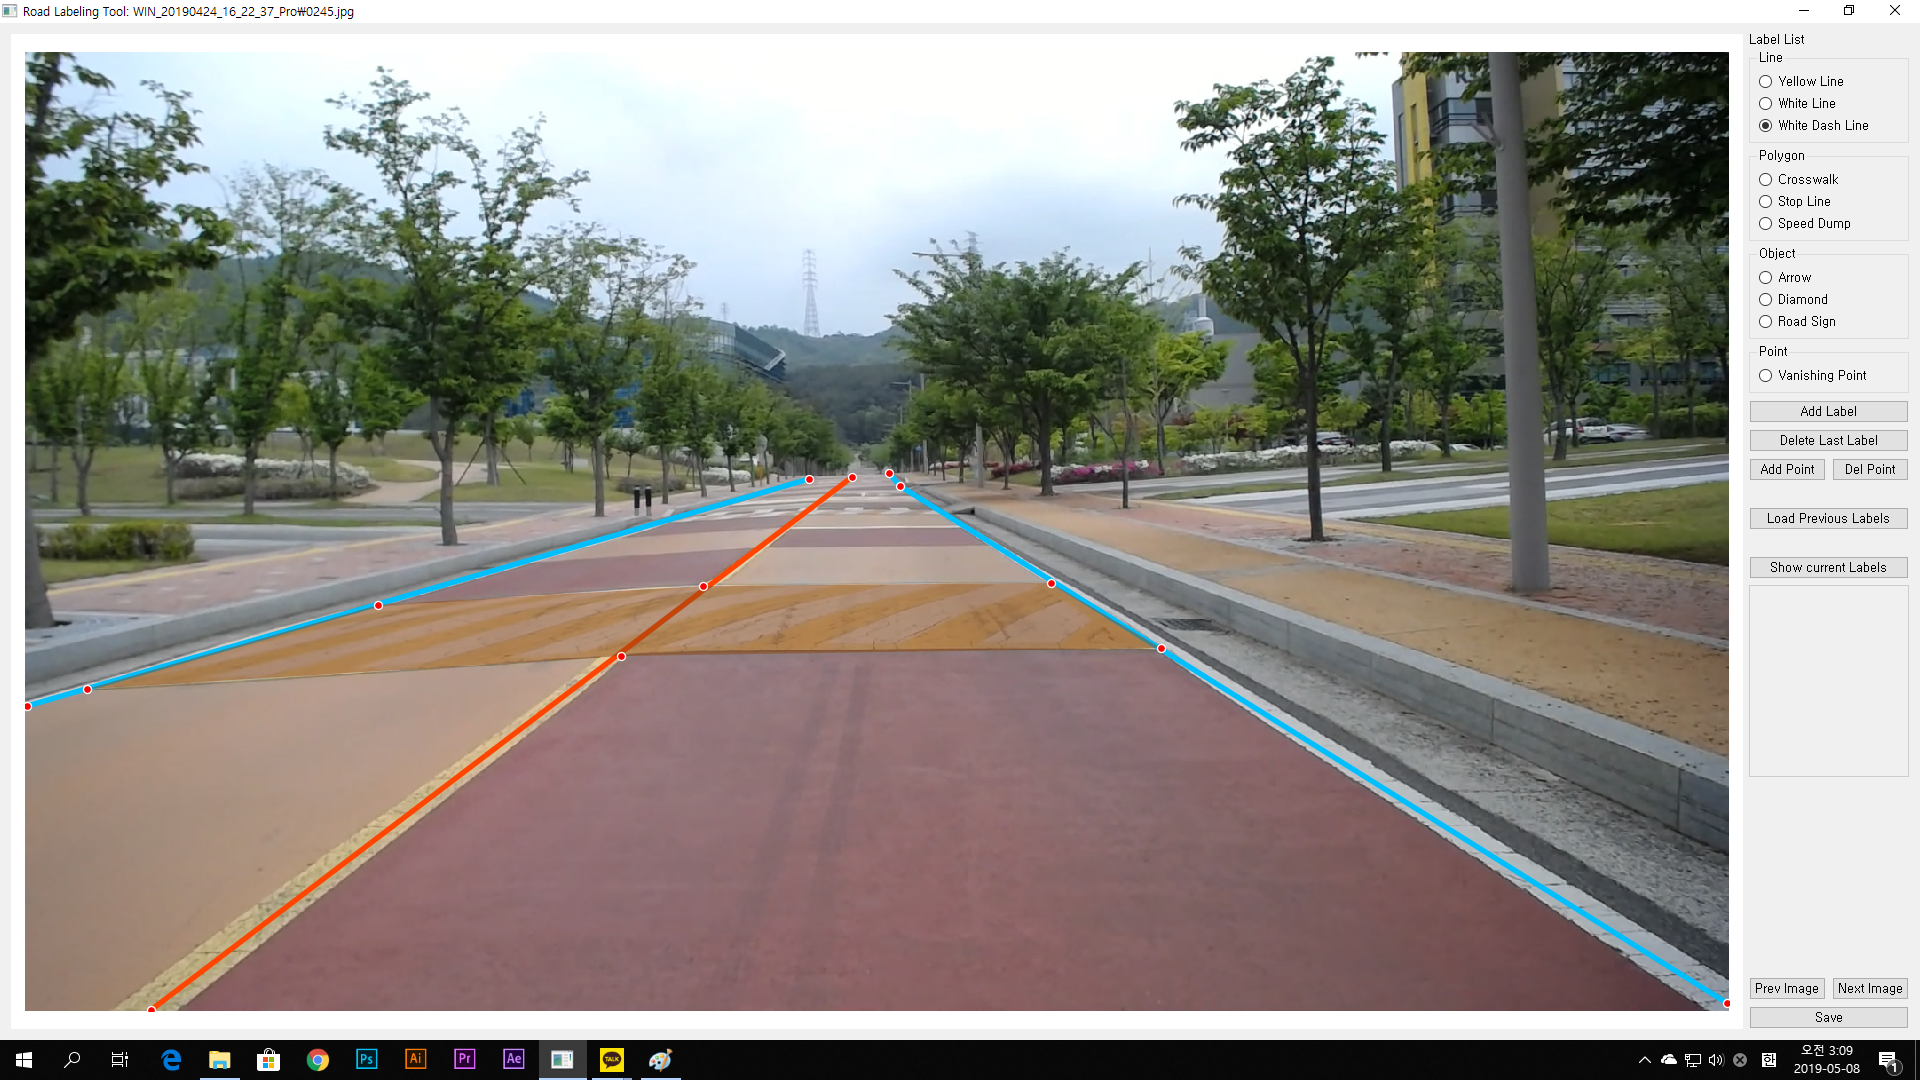 Road Labeling Tool: WIN_20190424_16_22_37_Pro₩0245.jpg
Label List
Line
Yellow Line
White Line
White Dash Line
Polygon
Crosswalk
Stop Line
Speed Dump
Object
Arrow
Diamond
Road Sign
Point
Vanishing Point
Add Label
Delete Last Label
Add Point Del Point
Load Previous Labels
Show current Labels
Prev Image Next Image
Save
Ps Ai Pr Ae TALK
한
오전 3:09
2019-05-08
1